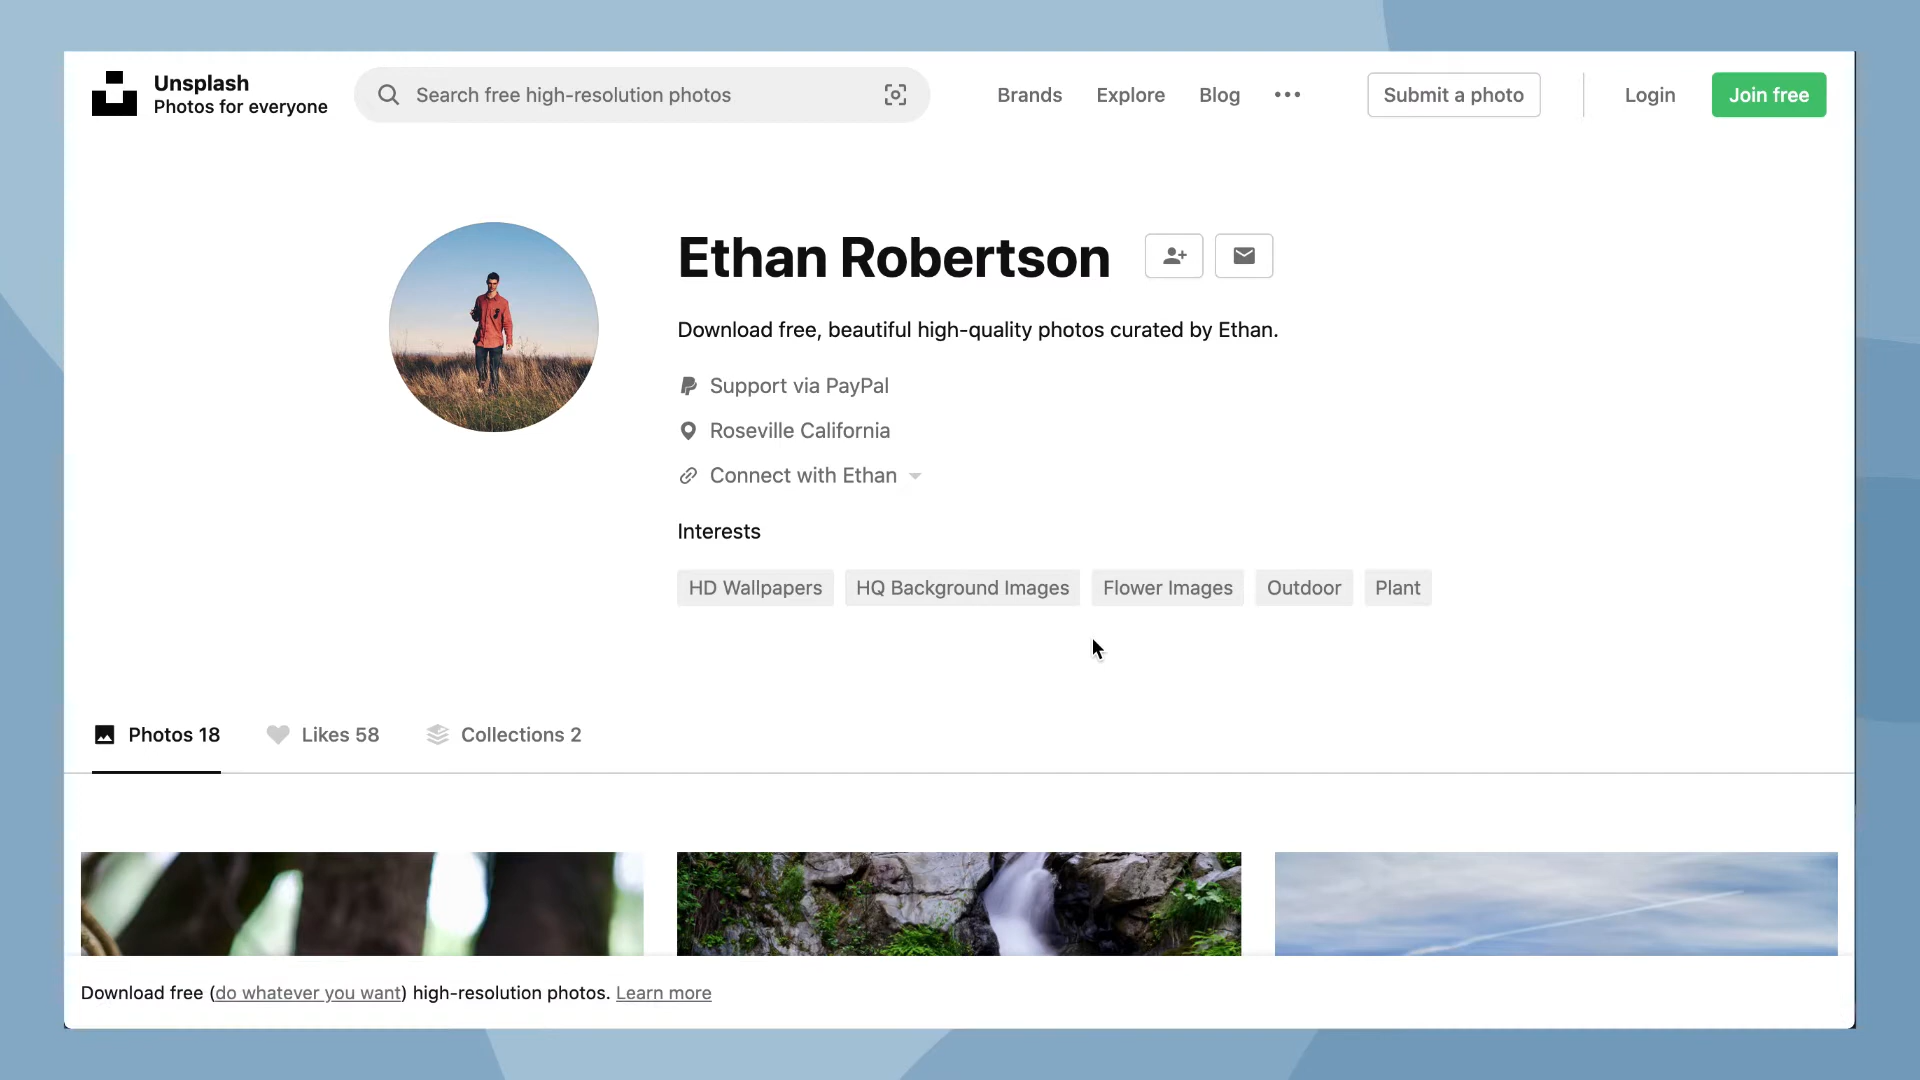 Unsplash
Photos for everyone
Search free high-resolution photos
Brands
Explore
Blog
Submit a photo
Login
Join free
Ethan Robertson
Download free, beautiful high-quality photos curated by Ethan.
Support via PayPal
Roseville California
Connect with Ethan
Interests
HD Wallpapers
HQ Background Images
Flower Images
Outdoor
Plant
Photos 18
Likes 58
Collections 2
Download free (do whatever you want) high-resolution photos. Learn more